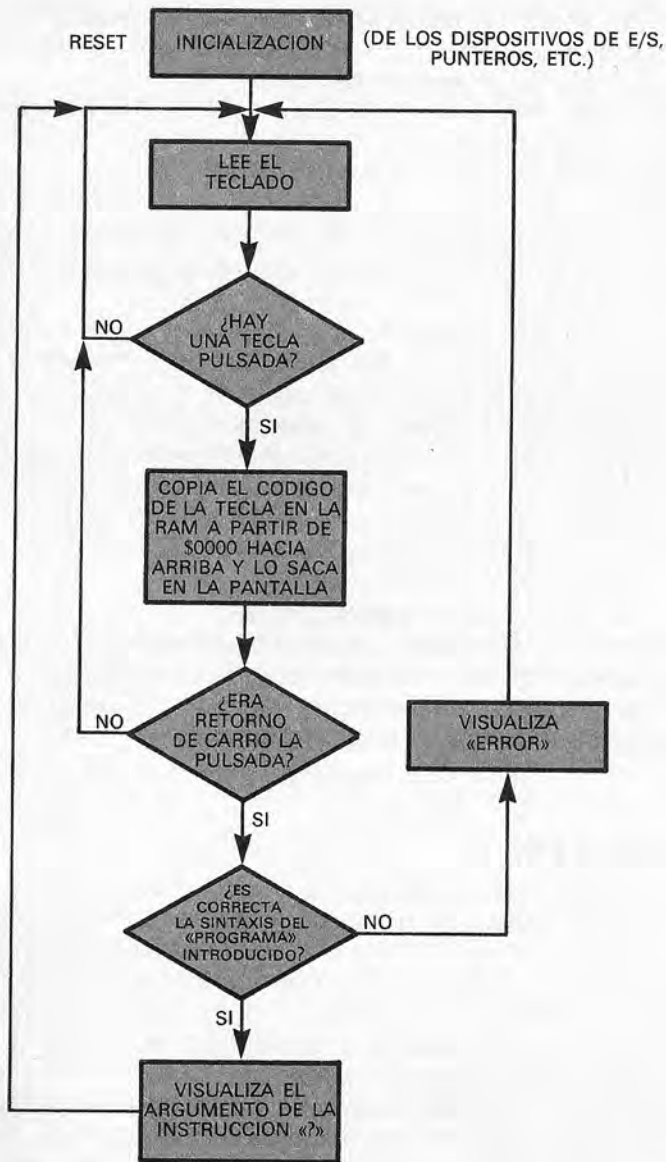 RESET
INICIALIZACION
(DE LOS DISPOSITIVOS DE E/S,
PUNTEROS, ETC.)
LEE EL
TECLADO
¿HAY
UNA TECLA
PULSADA?
NO
SI
COPIA EL CODIGO
DE LA TECLA EN LA
RAM A PARTIR DE
$0000 HACIA
ARRIBA Y LO SACA
EN LA PANTALLA
¿ERA
RETORNO
DE CARRO LA
PULSADA?
NO
SI
VISUALIZA
«ERROR»
¿ES
CORRECTA
LA SINTAXIS DEL
«PROGRAMA»
INTRODUCIDO?
NO
SI
VISUALIZA EL
ARGUMENTO DE LA
INSTRUCCION «?»